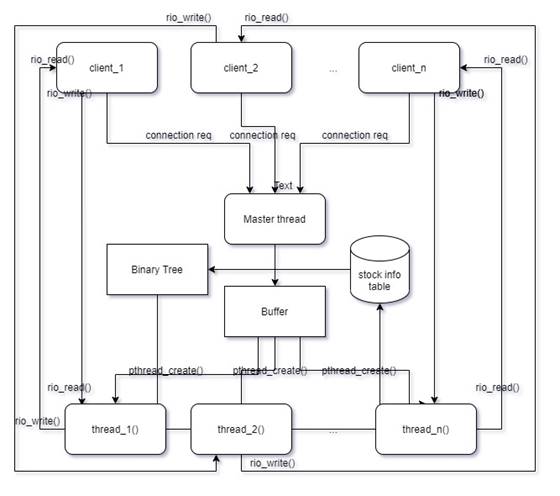 rio_write()
rio_read()
rio_read()
client_1
client_2
...
client_n
rio_read()
rio_write()
rio_write()
connection req
connection req
connection req
Text
Master thread
Binary Tree
stock info
table
Buffer
pthread_create()
pthread_create()
pthread_create()
rio_read()
rio_read()
rio_write()
thread_1()
thread_2()
...
thread_n()
rio_write()